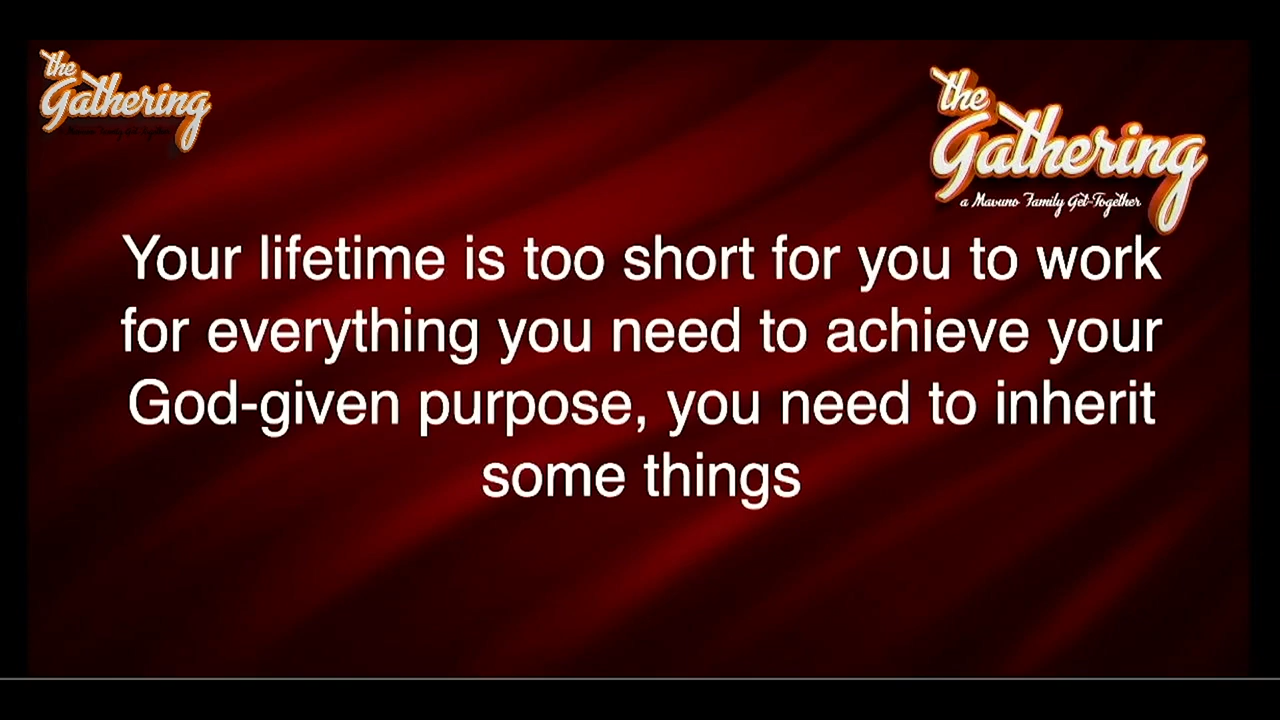 the
Gathering
the
Gathering
a Mavuno Family Get-Together
Your lifetime is too short for you to work
for everything you need to achieve your
God-given purpose, you need to inherit
some things